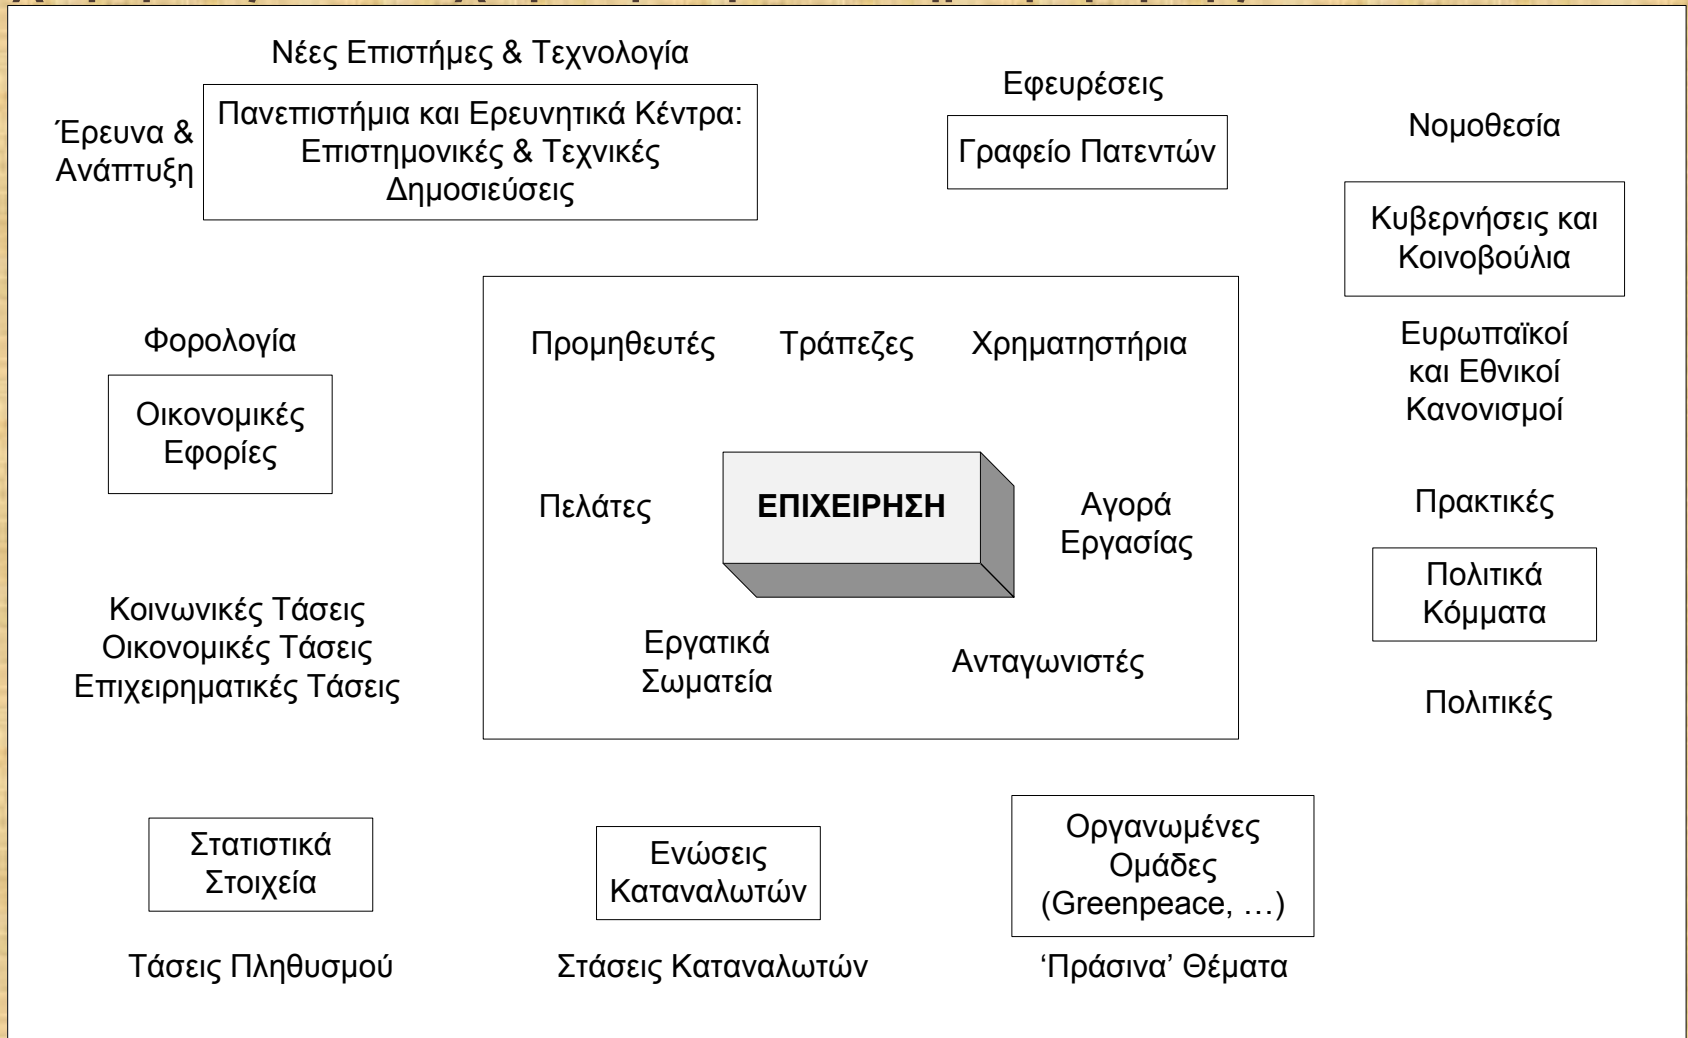 Νέες Επιστήμες & Τεχνολογία
Έρευνα &
Ανάπτυξη
Πανεπιστήμια και Ερευνητικά Κέντρα:
Επιστημονικές & Τεχνικές
Δημοσιεύσεις
Εφευρέσεις
Γραφείο Πατεντών
Νομοθεσία
Κυβερνήσεις και
Κοινοβούλια
Ευρωπαϊκοί
και Εθνικοί
Κανονισμοί
Φορολογία
Οικονομικές
Εφορίες
Προμηθευτές
Τράπεζες
Χρηματηστήρια
Πελάτες
ΕΠΙΧΕΙΡΗΣΗ
Αγορά
Εργασίας
Εργατικά
Σωματεία
Ανταγωνιστές
Πρακτικές
Πολιτικά
Κόμματα
Πολιτικές
Κοινωνικές Τάσεις
Οικονομικές Τάσεις
Επιχειρηματικές Τάσεις
Στατιστικά
Στοιχεία
Τάσεις Πληθυσμού
Ενώσεις
Καταναλωτών
Στάσεις Καταναλωτών
Οργανωμένες
Ομάδες
(Greenpeace, …)
‘Πράσινα’ Θέματα